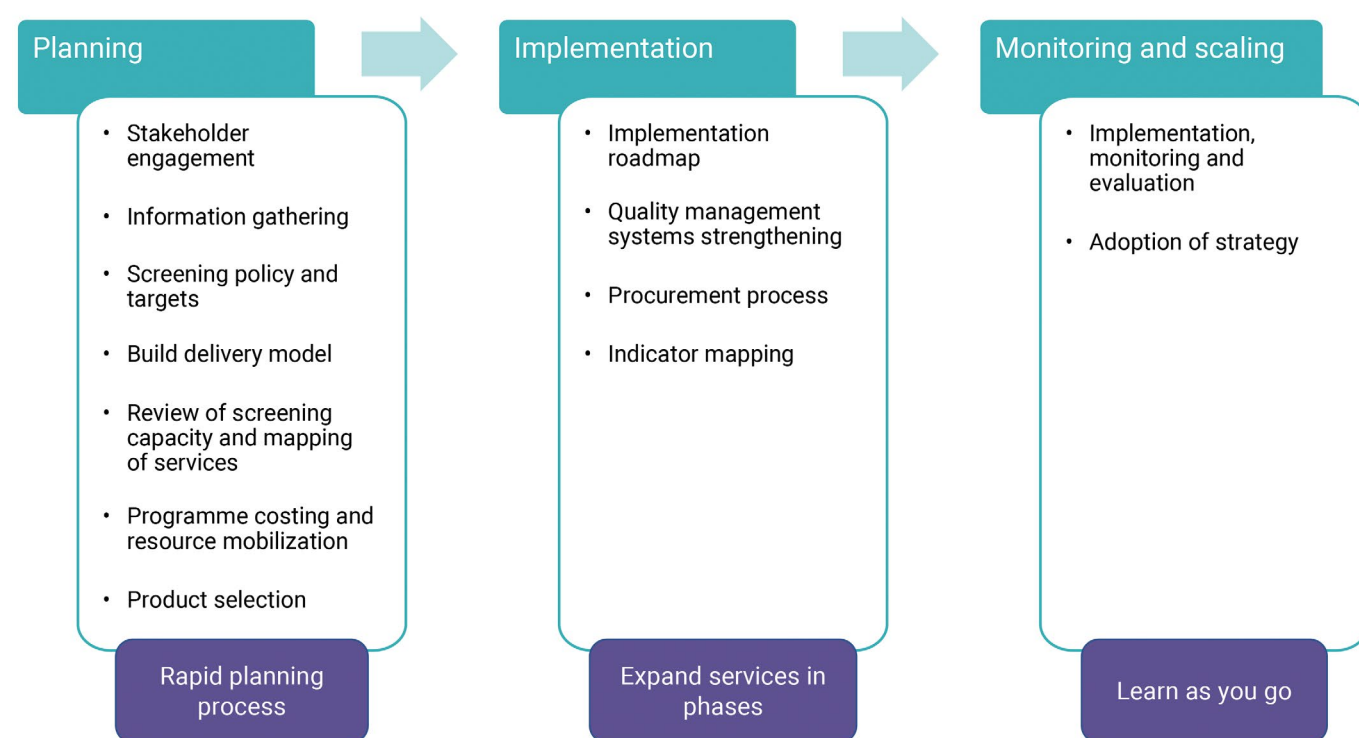 Planning
• Stakeholder
engagement
• Information gathering
• Screening policy and
targets
• Build delivery model
• Review of screening
capacity and mapping
of services
• Programme costing and
resource mobilization
• Product selection
Rapid planning
process
Implementation
• Implementation
roadmap
• Quality management
systems strengthening
• Procurement process
• Indicator mapping
Expand services in
phases
Monitoring and scaling
• Implementation,
monitoring and
evaluation
• Adoption of strategy
Learn as you go